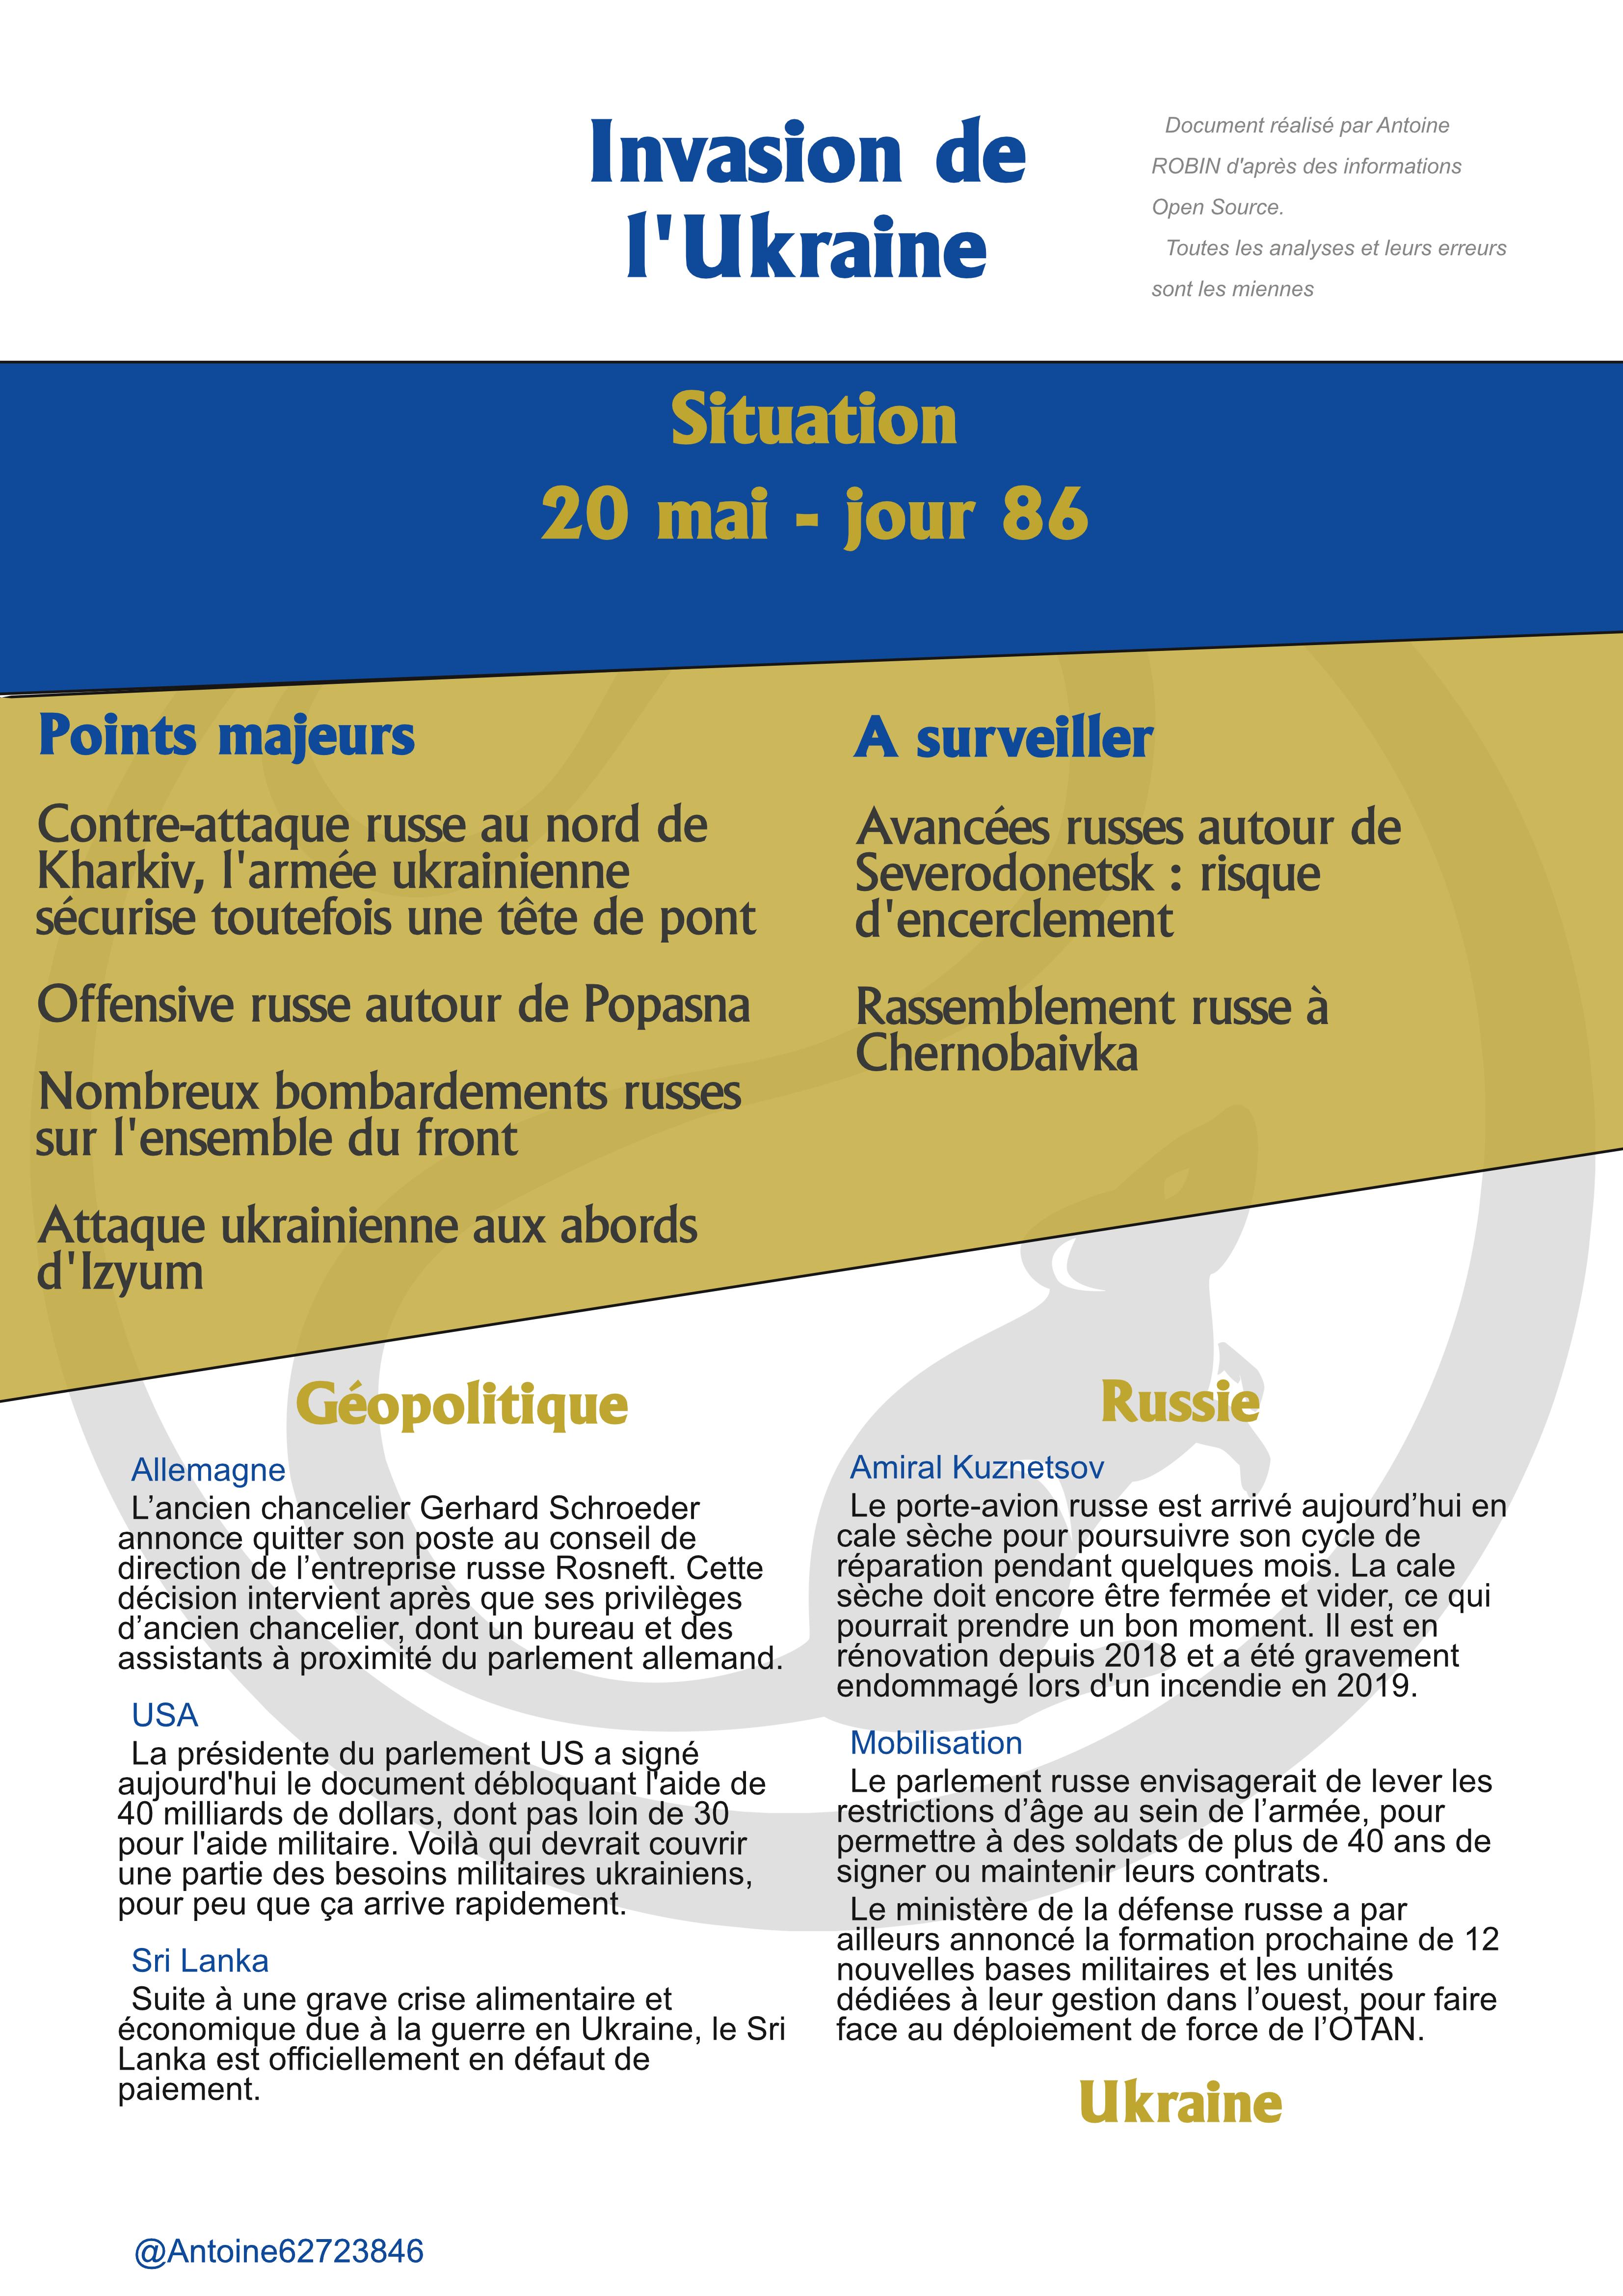 Invasion de
l'Ukraine
Document réalisé par Antoine
ROBIN d'après des informations
Open Source.
Toutes les analyses et leurs erreurs
sont les miennes
Situation
20 mai - jour 86
Points majeurs
Contre-attaque russe au nord de
Kharkiv, l'armée ukrainienne
sécurise toutefois une tête de pont
Offensive russe autour de Popasna
Nombreux bombardements russes
sur l'ensemble du front
Attaque ukrainienne aux abords
d'Izyum
A surveiller
Avancées russes autour de
Severodonetsk : risque
d'encerclement
Rassemblement russe à
Chernobaivka
Géopolitique
Allemagne
L’ancien chancelier Gerhard Schroeder
annonce quitter son poste au conseil de
direction de l’entreprise russe Rosneft. Cette
décision intervient après que ses privilèges
d’ancien chancelier, dont un bureau et des
assistants à proximité du parlement allemand.
USA
La présidente du parlement US a signé
aujourd'hui le document débloquant l'aide de
40 milliards de dollars, dont pas loin de 30
pour l'aide militaire. Voilà qui devrait couvrir
une partie des besoins militaires ukrainiens,
pour peu que ça arrive rapidement.
Sri Lanka
Suite à une grave crise alimentaire et
économique due à la guerre en Ukraine, le Sri
Lanka est officiellement en défaut de
paiement.
Russie
Amiral Kuznetsov
Le porte-avion russe est arrivé aujourd’hui en
cale sèche pour poursuivre son cycle de
réparation pendant quelques mois. La cale
sèche doit encore être fermée et vider, ce qui
pourrait prendre un bon moment. Il est en
rénovation depuis 2018 et a été gravement
endommagé lors d'un incendie en 2019.
Mobilisation
Le parlement russe envisagerait de lever les
restrictions d’âge au sein de l’armée, pour
permettre à des soldats de plus de 40 ans de
signer ou maintenir leurs contrats.
Le ministère de la défense russe a par
ailleurs annoncé la formation prochaine de 12
nouvelles bases militaires et les unités
dédiées à leur gestion dans l’ouest, pour faire
face au déploiement de force de l’OTAN.
Ukraine
@Antoine62723846